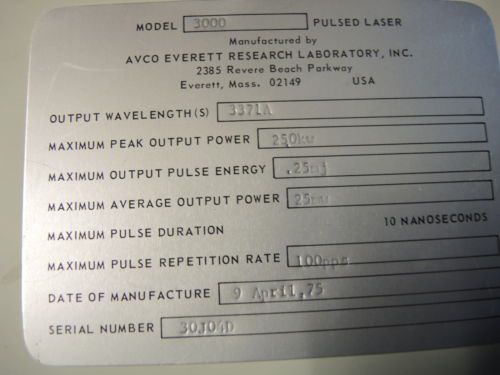 MODEL 3000 PULSED LASER
Manufactured by
AVCO EVERETT RESEARCH LABORATORY, INC.
2385 Revere Beach Parkway
Everett, Mass. 02149 USA
OUTPUT WAVELENGTH(S) 3371A
MAXIMUM PEAK OUTPUT POWER 250kw
MAXIMUM OUTPUT PULSE ENERGY .25mj
MAXIMUM AVERAGE OUTPUT POWER 25mw
MAXIMUM PULSE DURATION 10 NANOSECONDS
MAXIMUM PULSE REPETITION RATE 100pps
DATE OF MANUFACTURE 9 April,75
SERIAL NUMBER